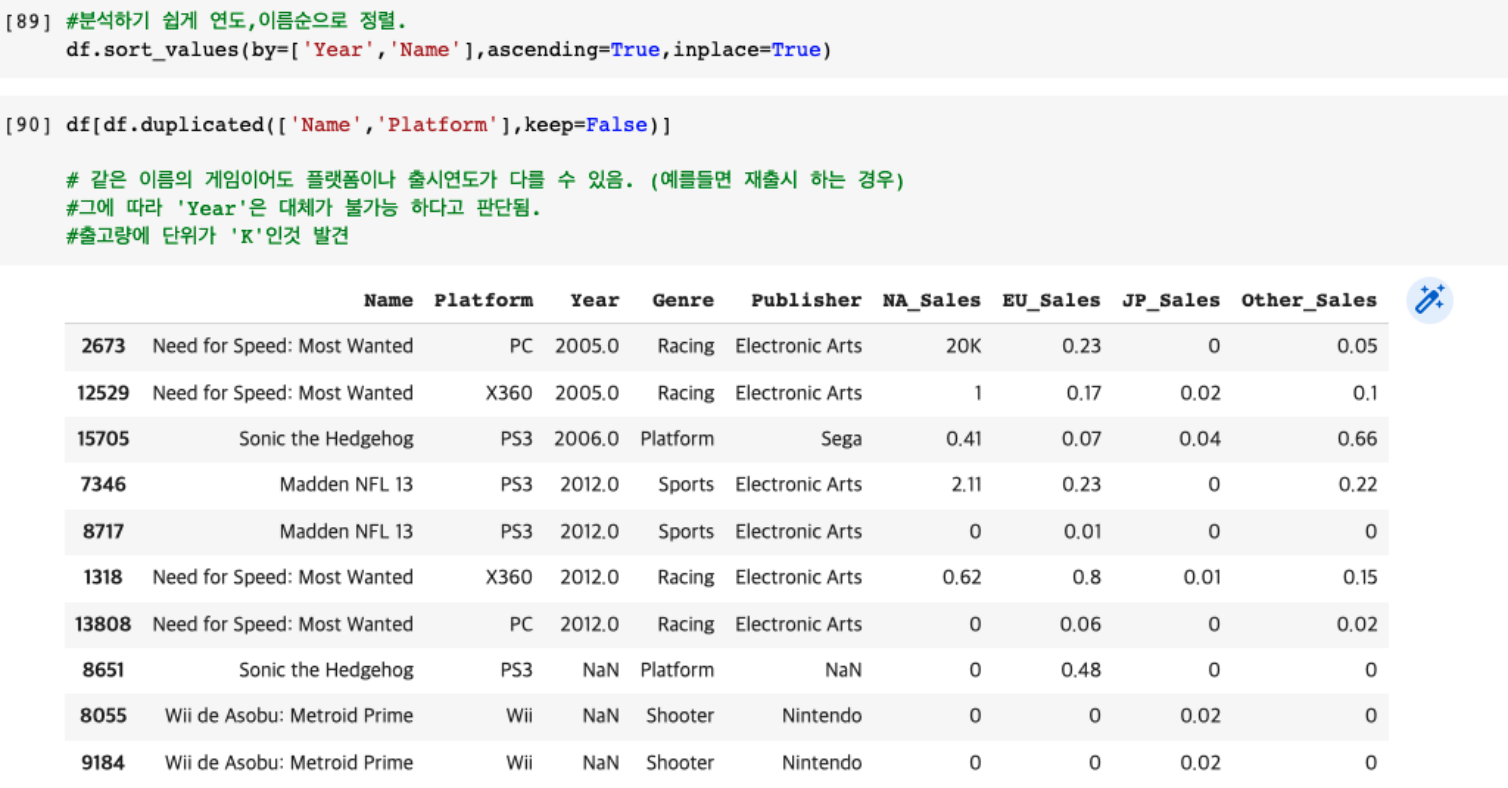 [89] #분석하기 쉽게 연도,이름순으로 정렬.
df.sort_values(by=['Year','Name'],ascending=True,inplace=True)
[90] df[df.duplicated(['Name','Platform'],keep=False)]
# 같은 이름의 게임이어도 플랫폼이나 출시연도가 다를 수 있음. (예를들면 재출시 하는 경우)
#그에 따라 'Year'은 대체가 불가능 하다고 판단됨.
#출고량에 단위가 'K'인것 발견
Name Platform Year Genre Publisher NA_Sales EU_Sales JP_Sales Other_Sales
2673 Need for Speed: Most Wanted PC 2005.0 Racing Electronic Arts 20K 0.23 0 0.05
12529 Need for Speed: Most Wanted X360 2005.0 Racing Electronic Arts 1 0.17 0.02 0.1
15705 Sonic the Hedgehog PS3 2006.0 Platform Sega 0.41 0.07 0.04 0.66
7346 Madden NFL 13 PS3 2012.0 Sports Electronic Arts 2.11 0.23 0 0.22
8717 Madden NFL 13 PS3 2012.0 Sports Electronic Arts 0 0.01 0 0
1318 Need for Speed: Most Wanted X360 2012.0 Racing Electronic Arts 0.62 0.8 0.01 0.15
13808 Need for Speed: Most Wanted PC 2012.0 Racing Electronic Arts 0 0.06 0 0.02
8651 Sonic the Hedgehog PS3 NaN Platform NaN 0 0.48 0 0
8055 Wii de Asobu: Metroid Prime Wii NaN Shooter Nintendo 0 0 0.02 0
9184 Wii de Asobu: Metroid Prime Wii NaN Shooter Nintendo 0 0 0.02 0